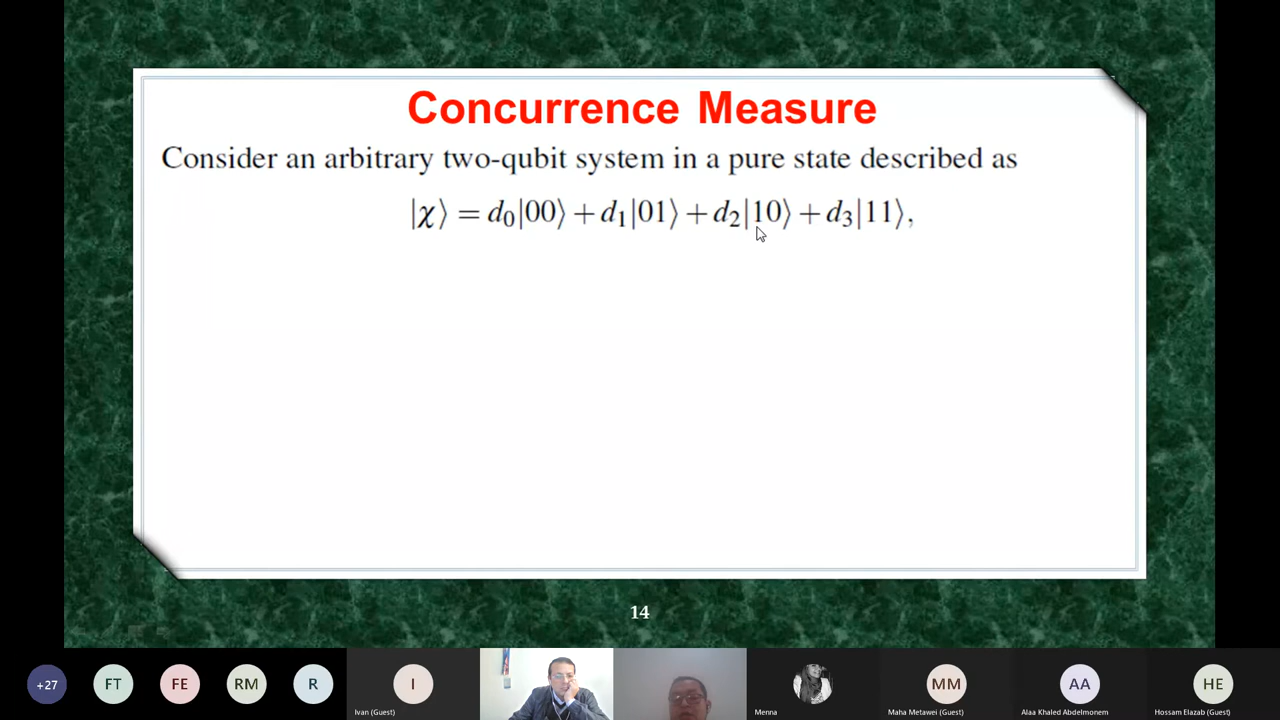 Concurrence Measure
Consider an arbitrary two-qubit system in a pure state described as
|χ⟩ = d₀|00⟩ + d₁|01⟩ + d₂|10⟩ + d₃|11⟩,
14
+27
FT
FE
RM
R
I
Ivan (Guest)
Menna
MM
Maha Metawei (Guest)
AA
Alaa Khaled Abdelmonem
HE
Hossam Elazab (Guest)